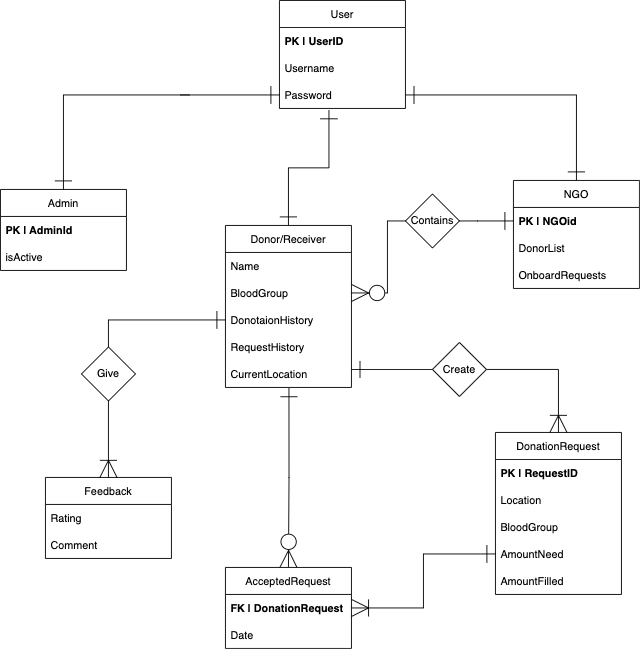 User
PK | UserID
Username
Password
Admin
PK | AdminId
isActive
NGO
PK | NGOid
DonorList
OnboardRequests
Contains
Donor/Receiver
Name
BloodGroup
DonotaionHistory
RequestHistory
CurrentLocation
Give
Create
Feedback
Rating
Comment
DonationRequest
PK | RequestID
Location
BloodGroup
AmountNeed
AmountFilled
AcceptedRequest
FK | DonationRequest
Date